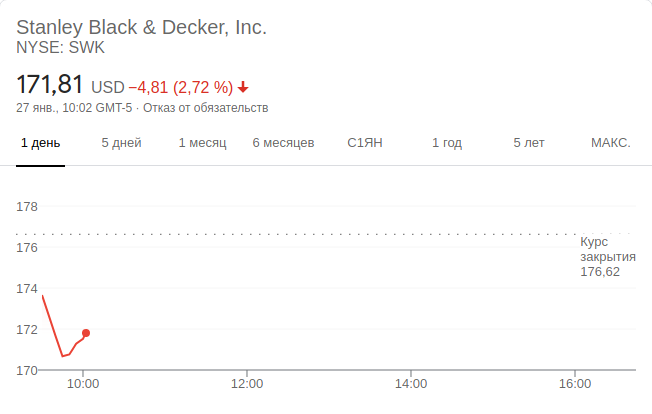 Stanley Black & Decker, Inc.
NYSE: SWK
171,81 USD −4,81 (2,72 %)
27 янв., 10:02 GMT-5 · Отказ от обязательств
1 день 5 дней 1 месяц 6 месяцев С1ЯН 1 год 5 лет МАКС.
178
176
174
172
170
Курс
закрытия
176,62
10:00 12:00 14:00 16:00